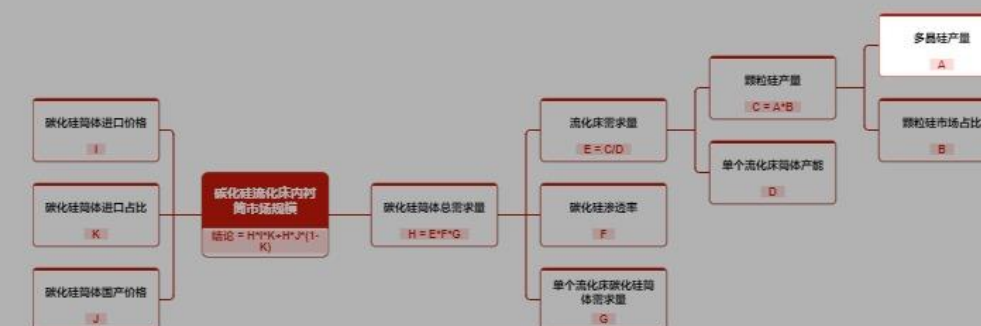 多晶硅产量
A
颗粒硅产量
C = A*B
碳化硅筒体进口价格
I
流化床需求量
E = C/D
颗粒硅市场占比
B
单个流化床筒体产能
D
碳化硅流化床内衬
筒市场规模
结论 = H*I*K+H*J*(1-
K)
碳化硅筒体进口占比
K
碳化硅筒体总需求量
H = E*F*G
碳化硅渗透率
F
碳化硅筒体国产价格
J
单个流化床碳化硅筒
体需求量
G